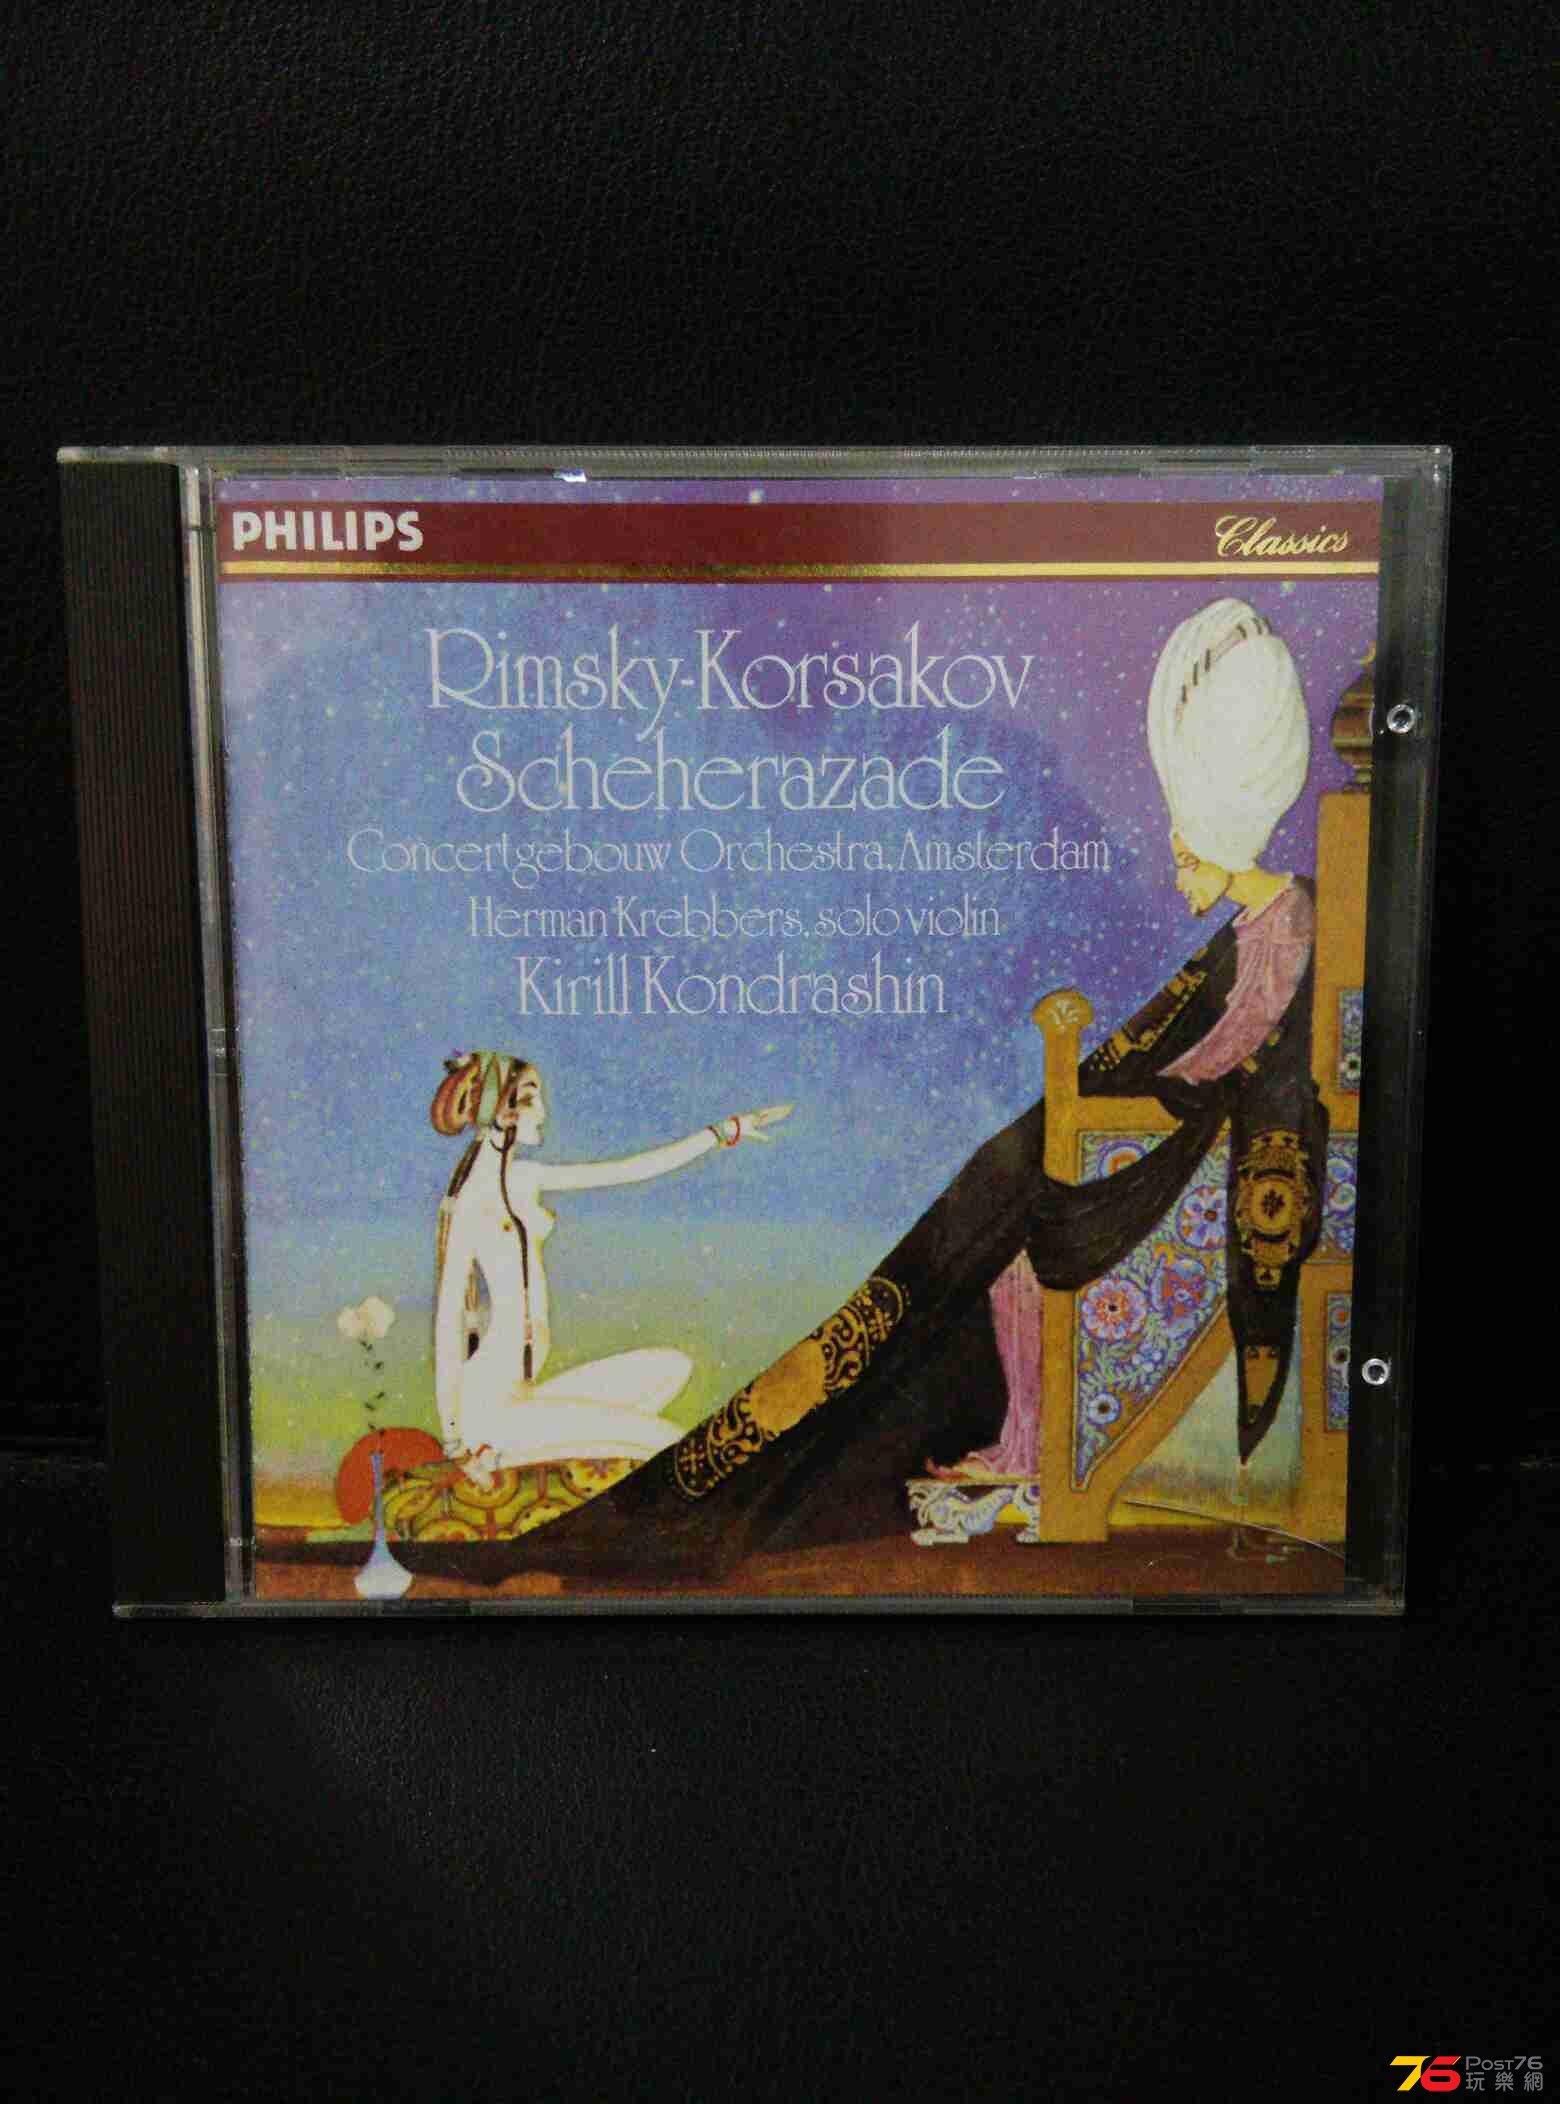 PHILIPS
Classics
Rimsky-Korsakov
Scheherazade
Concertgebouw Orchestra, Amsterdam
Herman Krebbers, solo violin
Kirill Kondrashin
76 POST76
玩樂網